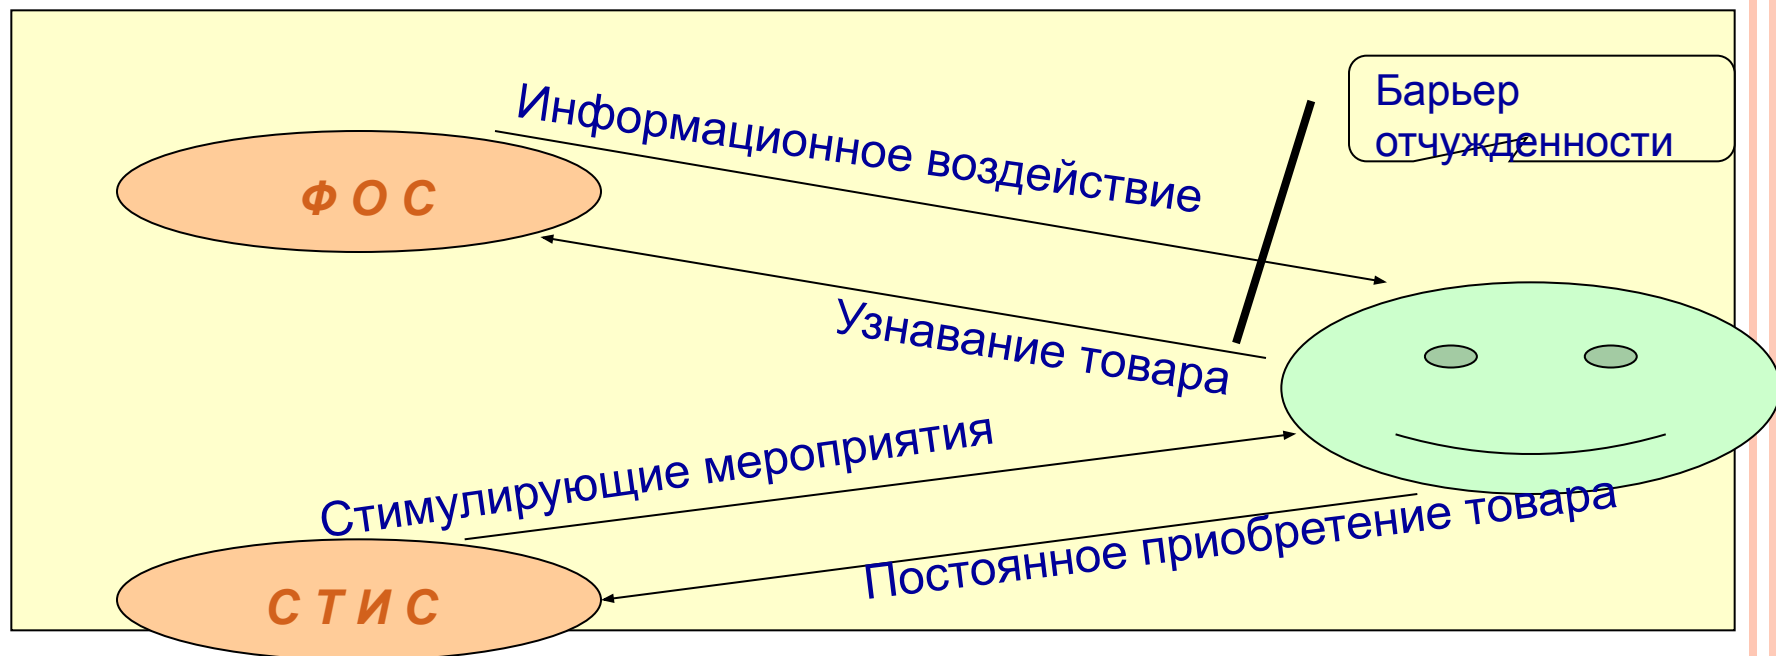 Информационное воздействие
Барьер
отчужденности
Ф О С
Узнавание товара
Стимулирующие мероприятия
Постоянное приобретение товара
С Т И С